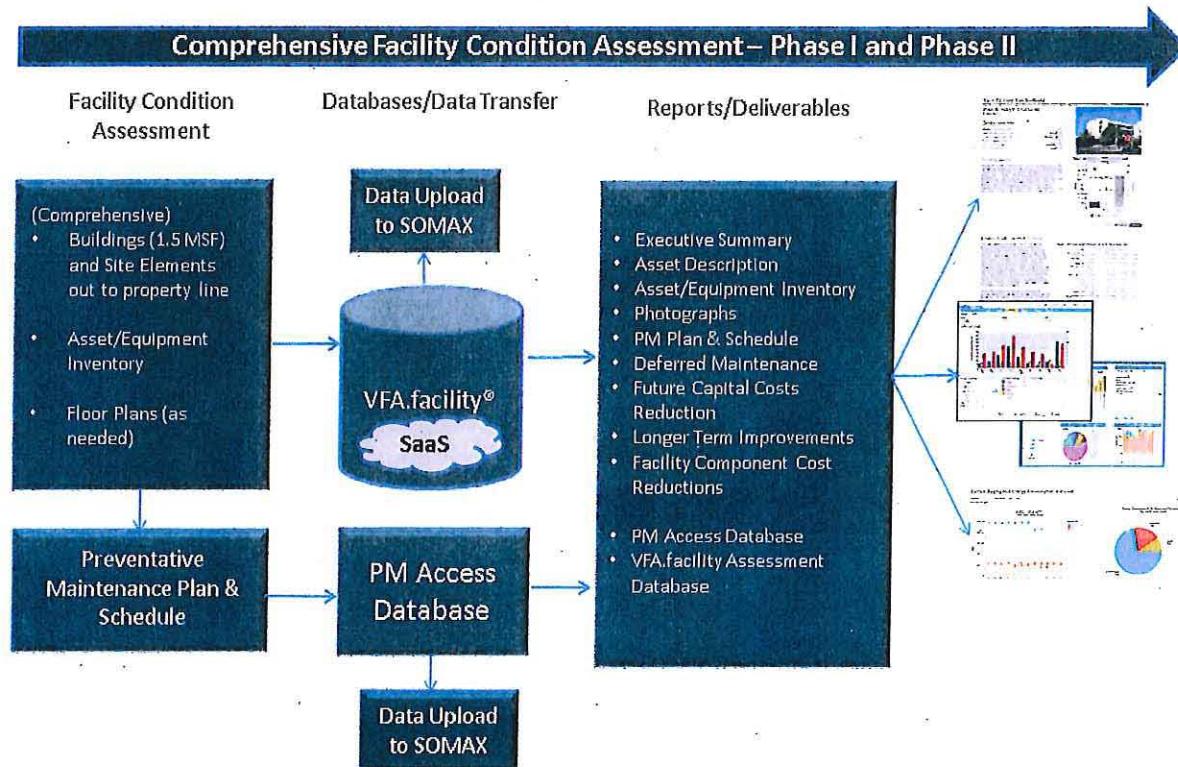 Comprehensive Facility Condition Assessment – Phase I and Phase II
Facility Condition
Assessment
Databases/Data Transfer
Reports/Deliverables
(Comprehensive)
• Buildings (1.5 MSF)
and Site Elements
out to property line
• Asset/Equipment
Inventory
• Floor Plans (as
needed)
Data Upload
to SOMAX
VFA.facility®
SaaS
• Executive Summary
• Asset Description
• Asset/Equipment Inventory
• Photographs
• PM Plan & Schedule
• Deferred Maintenance
• Future Capital Costs
Reduction
• Longer Term Improvements
• Facility Component Cost
Reductions
• PM Access Database
• VFA.facility Assessment
Database
Preventative
Maintenance Plan &
Schedule
PM Access
Database
Data Upload
to SOMAX